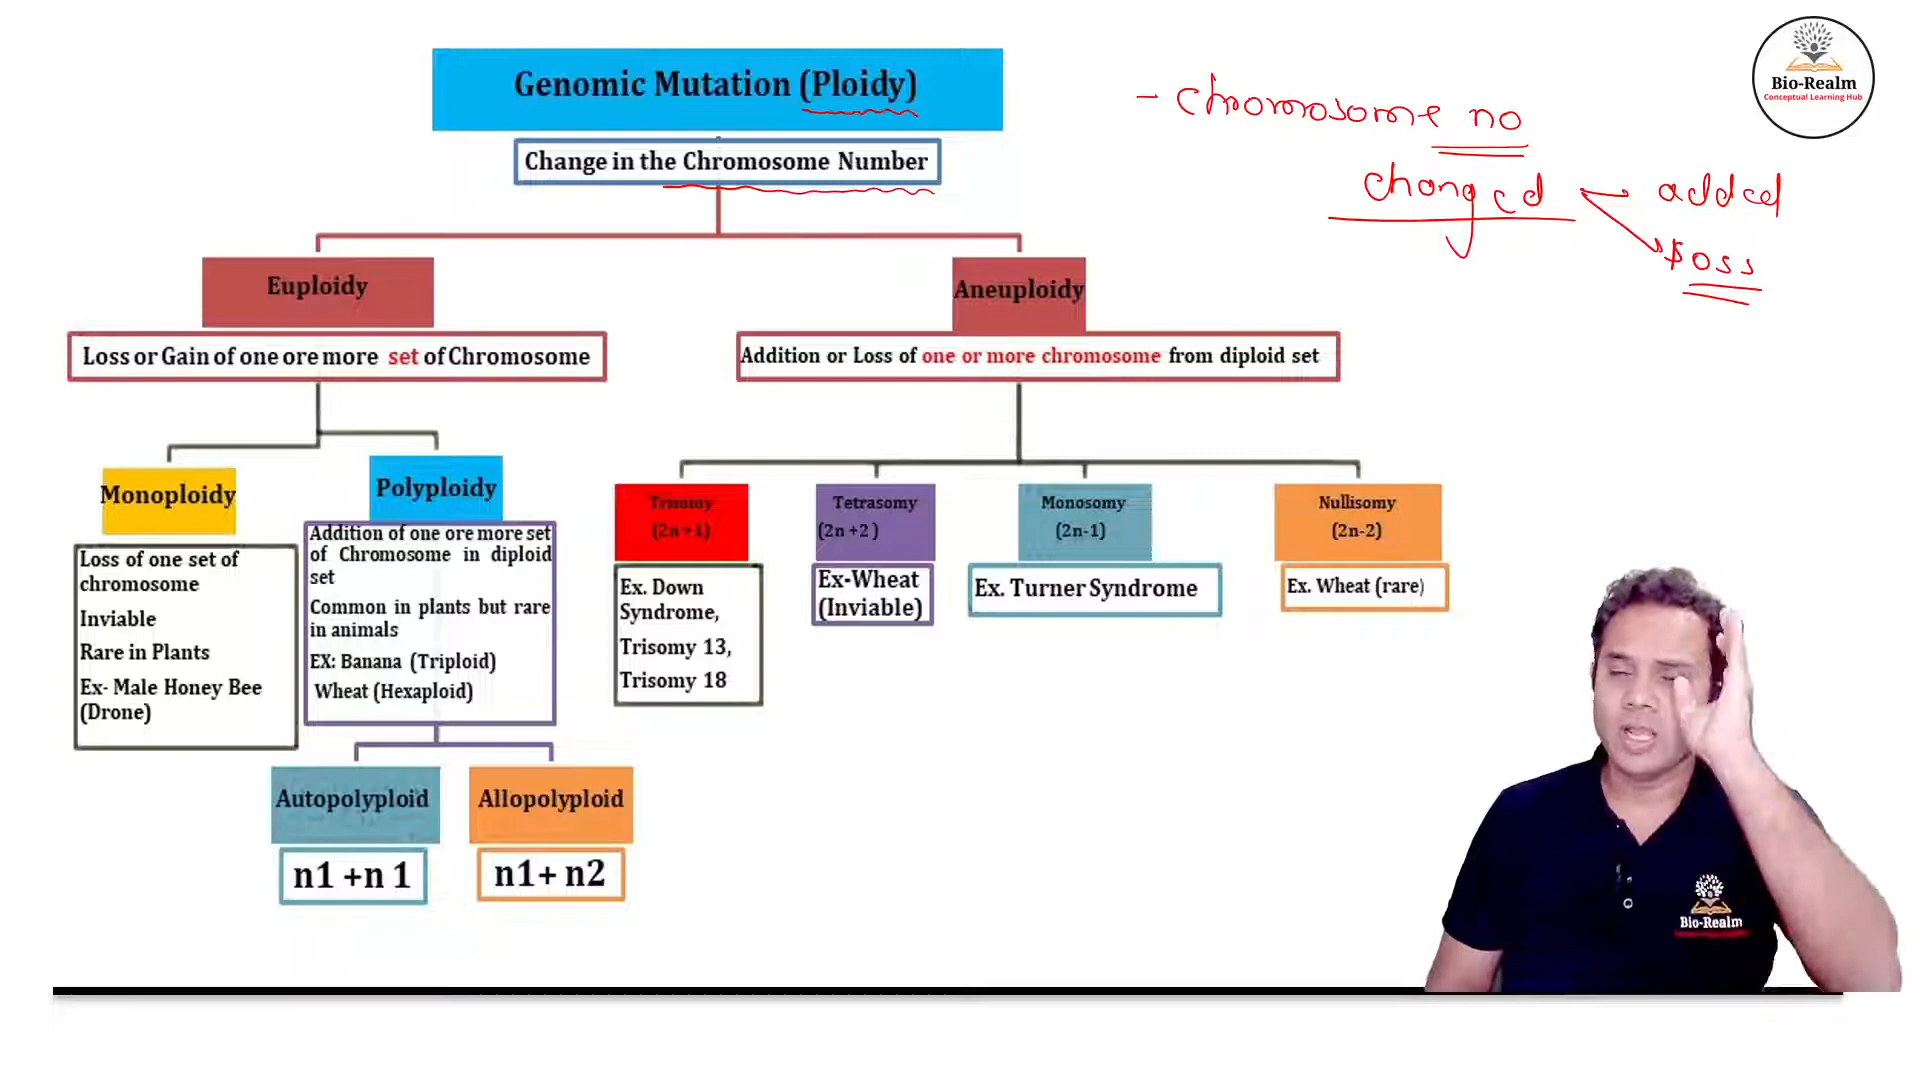 Genomic Mutation (Ploidy)
Change in the Chromosome Number
- chromosome no
changed
added
loss
Bio-Realm
Conceptual Learning Hub
Euploidy
Loss or Gain of one ore more set of Chromosome
Aneuploidy
Addition or Loss of one or more chromosome from diploid set
Monoploidy
Loss of one set of
chromosome
Inviable
Rare in Plants
Ex- Male Honey Bee
(Drone)
Polyploidy
Addition of one ore more set
of Chromosome in diploid
set
Common in plants but rare
in animals
EX: Banana (Triploid)
Wheat (Hexaploid)
Autopolyploid
n1 +n 1
Allopolyploid
n1+ n2
Trisomy
(2n +1)
Ex. Down
Syndrome,
Trisomy 13,
Trisomy 18
Tetrasomy
(2n +2 )
Ex-Wheat
(Inviable)
Monosomy
(2n-1)
Ex. Turner Syndrome
Nullisomy
(2n-2)
Ex. Wheat (rare)
Bio-Realm